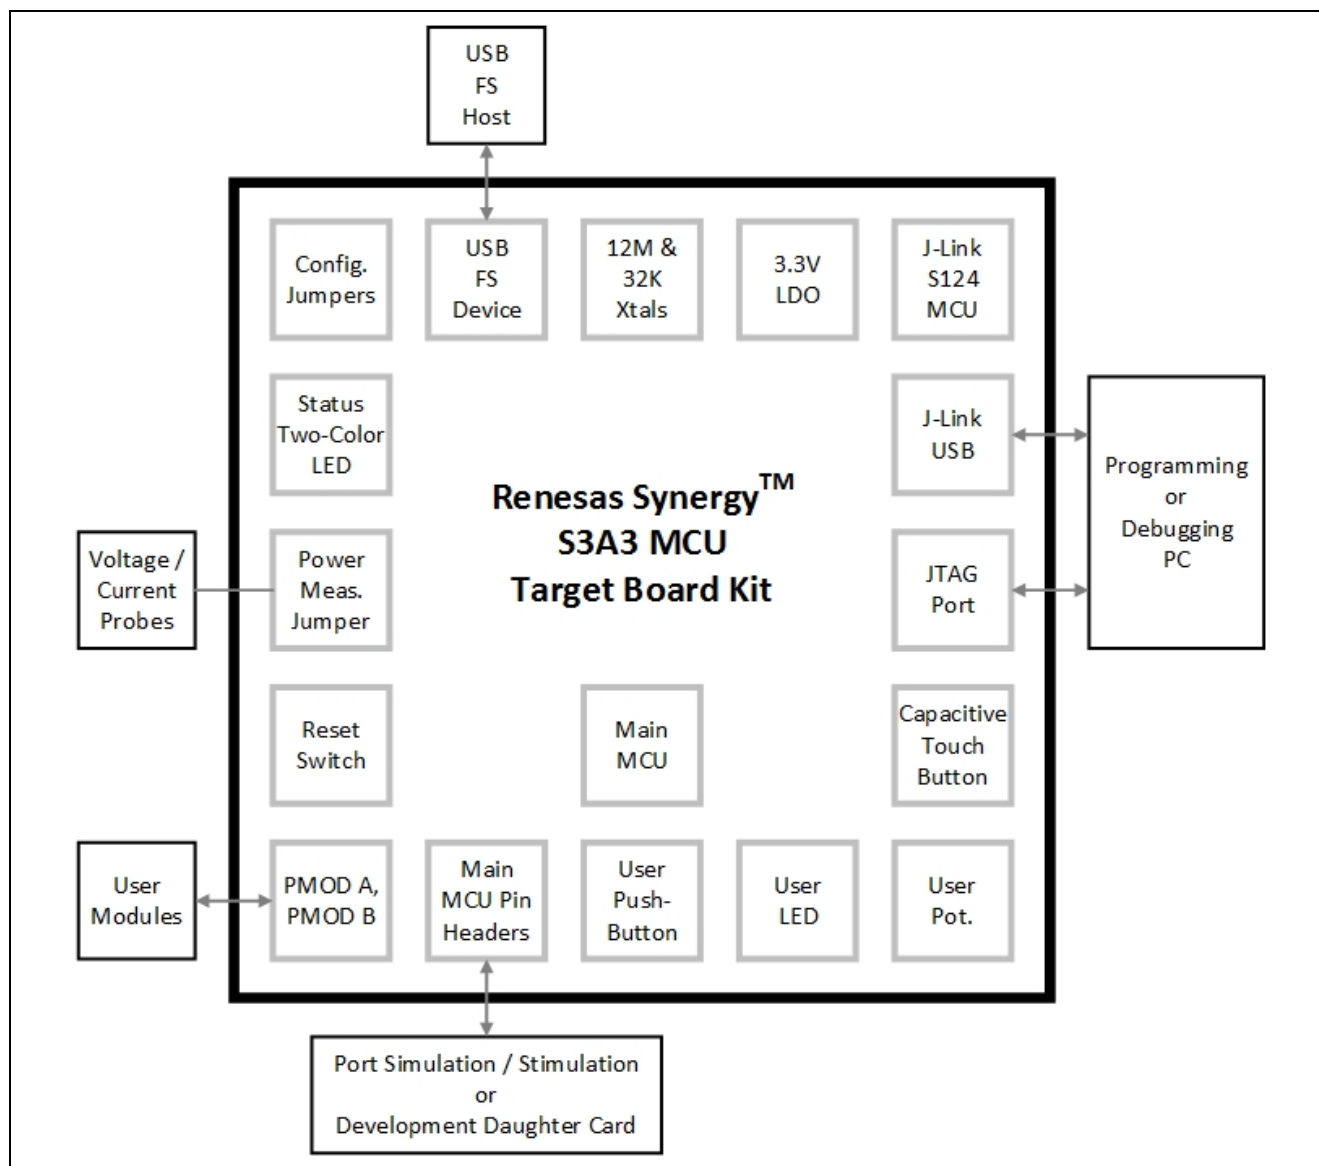 USB
FS
Host
Config.
Jumpers
USB
FS
Device
12M &
32K
Xtals
3.3V
LDO
J-Link
S124
MCU
Status
Two-Color
LED
J-Link
USB
Programming
or
Debugging
PC
Renesas Synergy™
S3A3 MCU
Target Board Kit
Voltage /
Current
Probes
Power
Meas.
Jumper
JTAG
Port
Reset
Switch
Main
MCU
Capacitive
Touch
Button
User
Modules
PMOD A,
PMOD B
Main
MCU Pin
Headers
User
Push-
Button
User
LED
User
Pot.
Port Simulation / Stimulation
or
Development Daughter Card